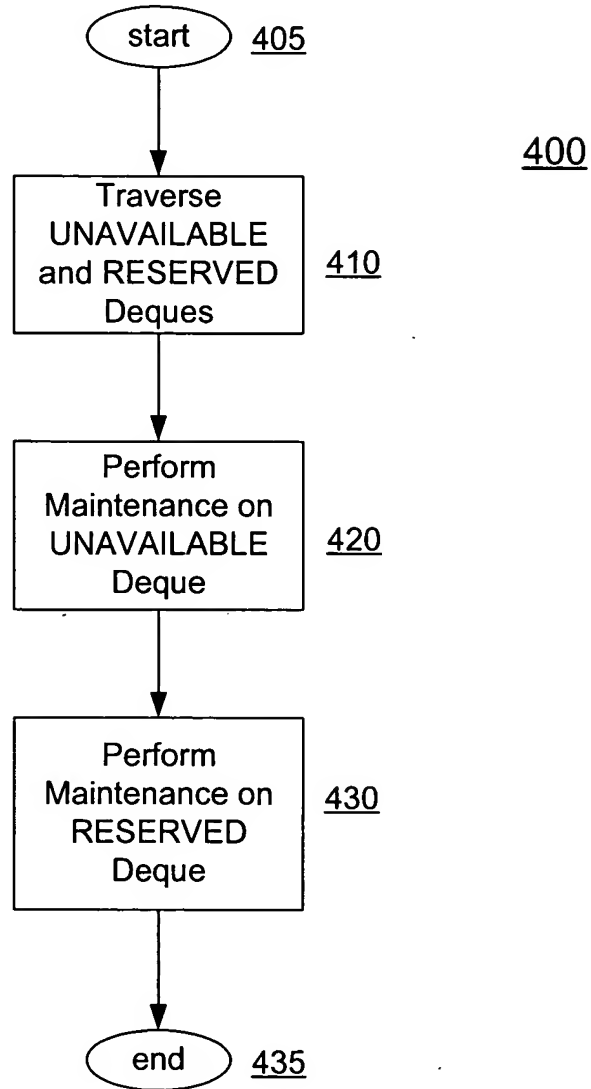 start
405
400
Traverse
UNAVAILABLE
and RESERVED
Deques
410
Perform
Maintenance on
UNAVAILABLE
Deque
420
Perform
Maintenance on
RESERVED
Deque
430
end
435